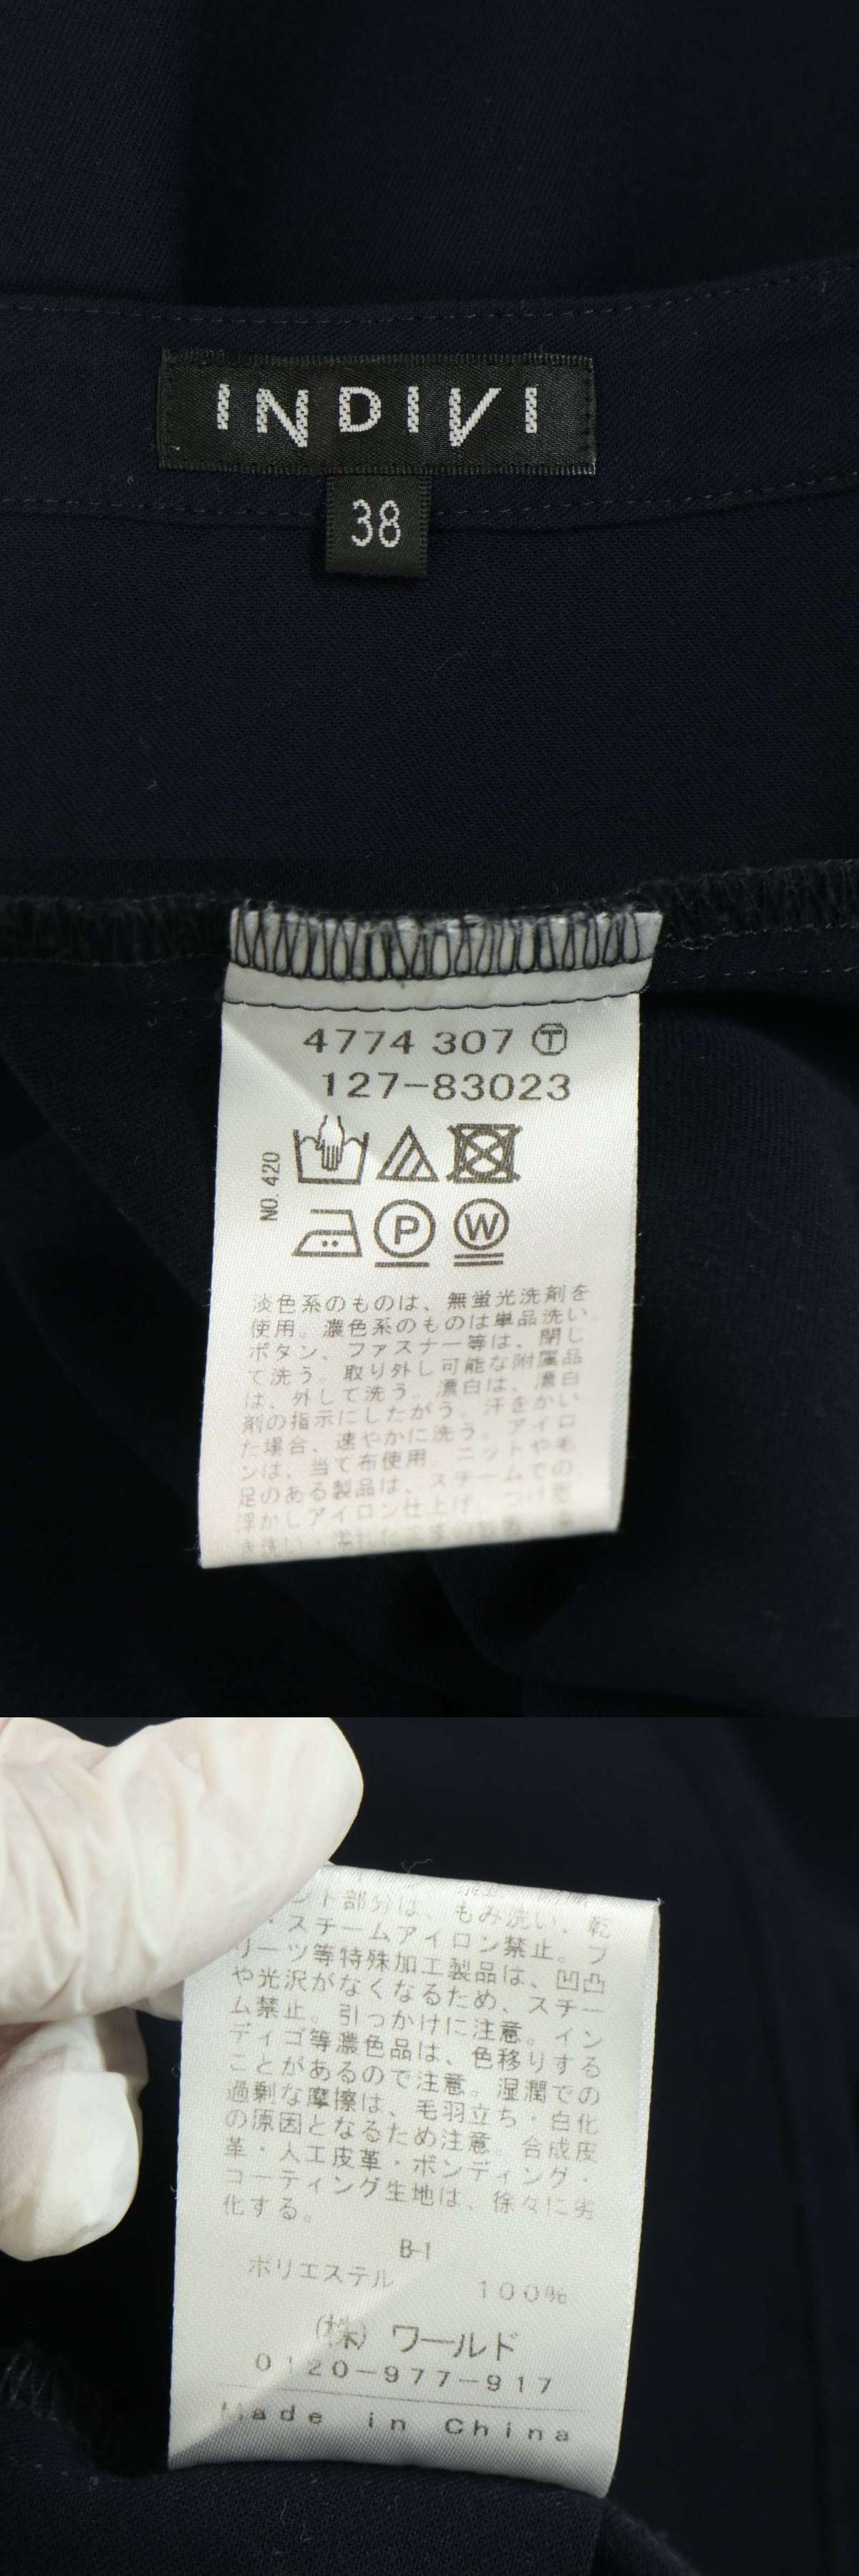 INDIVI
38
4774 307 Ⓣ
127-83023
NO. 420
P
W
淡色系のものは、無蛍光洗剤を
使用。濃色系のものは単品洗い。
ボタン、ファスナー等は、閉じ
て洗う。取り外し可能な附属品
は、外して洗う。漂白は、漂白
剤の指示にしたがう。汗をかい
た場合、速やかに洗う。アイロ
ンは、当て布使用。ニットや毛
足のある製品は、スチームでの
浮かしアイロン仕上げ。つけ置
き洗い・濡れた
ント部分は、もみ洗い、乾
・スチームアイロン禁止。プ
リーツ等特殊加工製品は、凹凸
や光沢がなくなるため、スチー
ム禁止。引っかけに注意。イン
ディゴ等濃色品は、色移りする
ことがあるので注意。湿潤での
過剰な摩擦は、毛羽立ち・白化
の原因となるため注意。合成皮
革・人工皮革・ボンディング・
コーティング生地は、徐々に劣
化する。
B-1
ポリエステル 100%
(株)ワールド
0120-977-917
Made in China